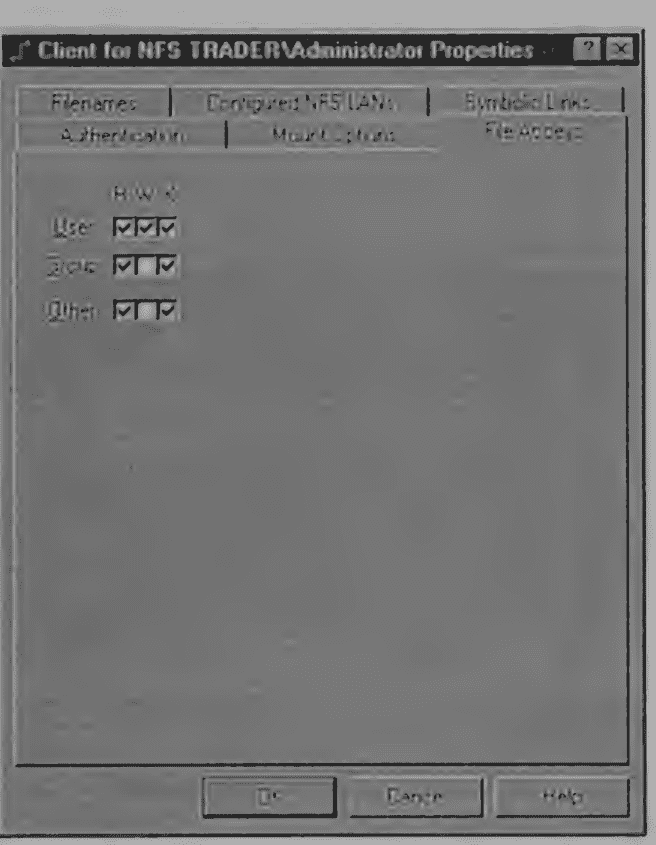 Client for NFS TRADER\Administrator Properties
Filenames Configured NFS LANs Symbolic Links
Authentication Mount Options File Access
R W X
User
Group
Other
OK Cancel Help